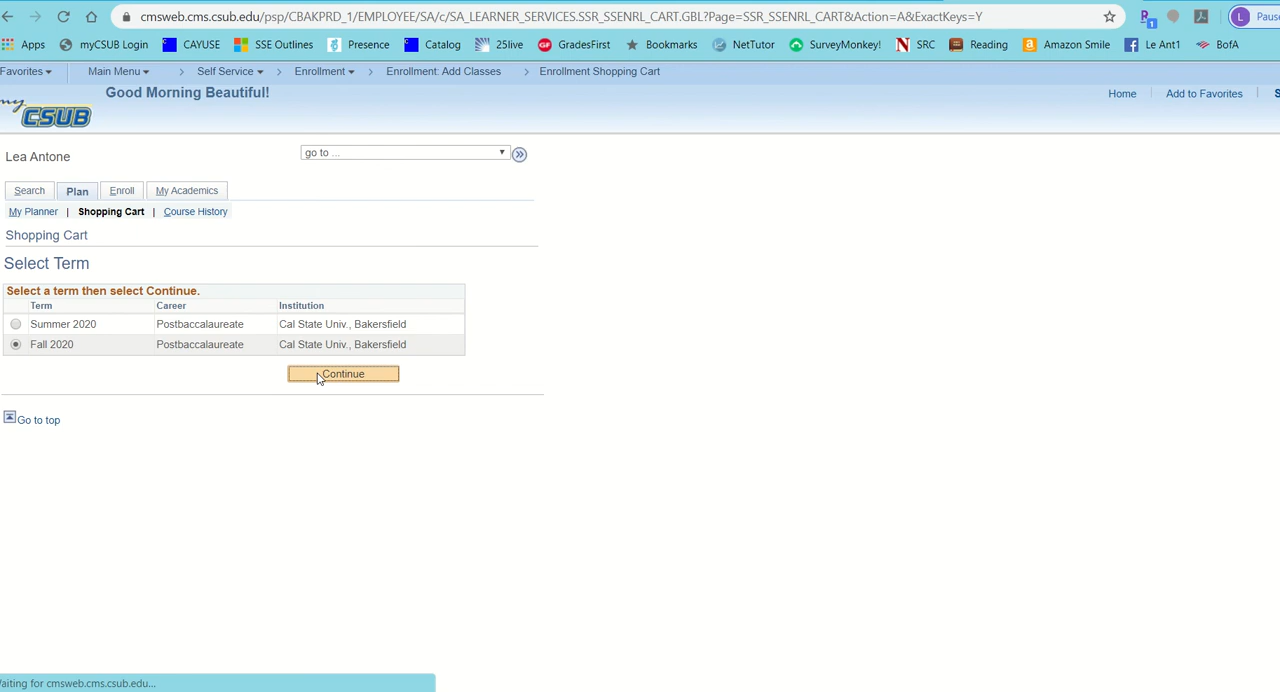 cmsweb.cms.csub.edu/psp/CBAKPRD_1/EMPLOYEE/SA/c/SA_LEARNER_SERVICES.SSR_SSENRL_CART.GBL?Page=SSR_SSENRL_CART&Action=A&ExactKeys=Y 1 L Pause
Apps myCSUB Login CAYUSE SSE Outlines Presence Catalog 25live GF GradesFirst Bookmarks NetTutor SurveyMonkey! SRC Reading Amazon Smile Le Ant1 BofA
Favorites Main Menu > Self Service > Enrollment > Enrollment: Add Classes > Enrollment Shopping Cart
Good Morning Beautiful!
Home Add to Favorites S
my CSUB
Lea Antone go to ...
Search Plan Enroll My Academics
My Planner | Shopping Cart | Course History
Shopping Cart
Select Term
Select a term then select Continue.
Term Career Institution
Summer 2020 Postbaccalaureate Cal State Univ., Bakersfield
Fall 2020 Postbaccalaureate Cal State Univ., Bakersfield
Continue
Go to top
Waiting for cmsweb.cms.csub.edu...